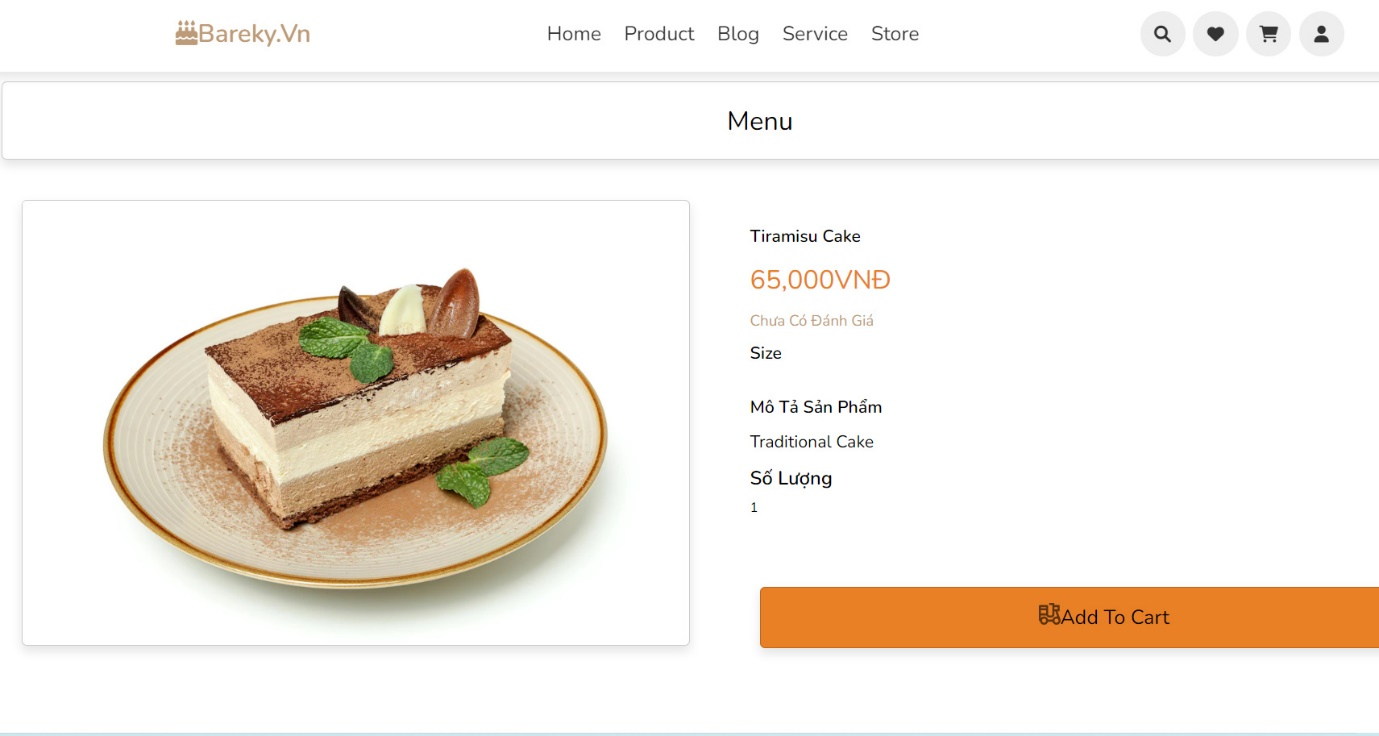 Bareky.Vn
Home Product Blog Service Store
Menu
Tiramisu Cake
65,000VNĐ
Chưa Có Đánh Giá
Size
Mô Tả Sản Phẩm
Traditional Cake
Số Lượng
1
Add To Cart